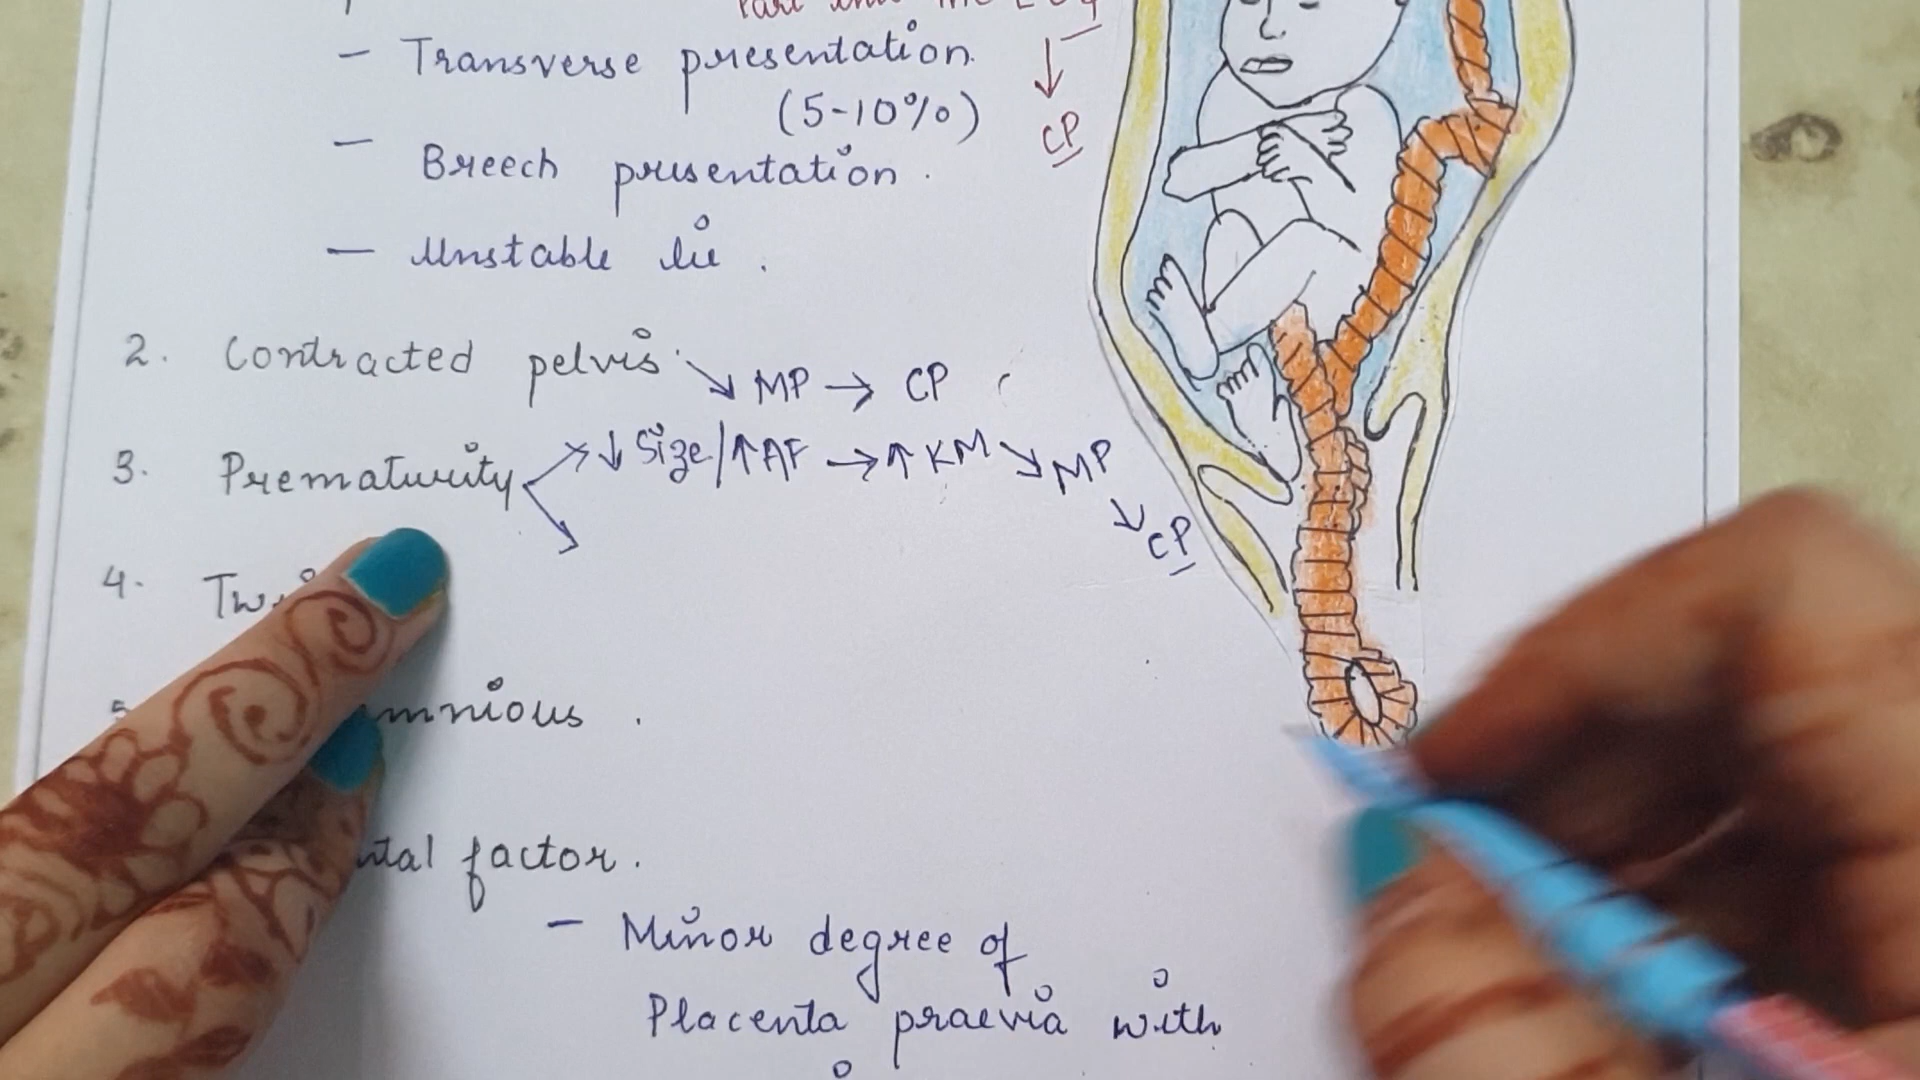 – Transverse presentation.
(5-10%)
↓
CP
– Breech presentation.
– Unstable lie.
2. Contracted pelvis. ↘ MP → CP
3. Prematurity ↗ ↓ Size/↑AF → ↑ KM ↘ MP
↘ CP
4.
mnious.
ntal factor.
– Minor degree of
Placenta praevia with